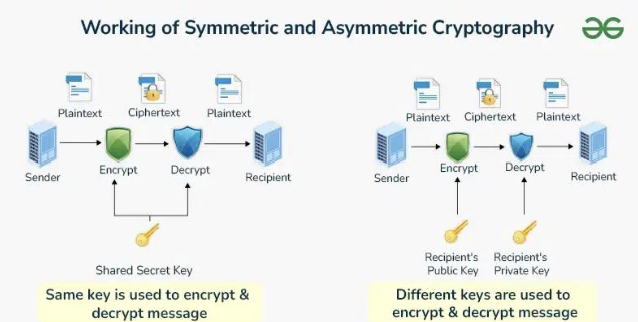 Working of Symmetric and Asymmetric Cryptography
Plaintext
Ciphertext
Plaintext
Sender
Encrypt
Decrypt
Recipient
Shared Secret Key
Same key is used to encrypt &
decrypt message
Plaintext
Ciphertext
Plaintext
Sender
Encrypt
Decrypt
Recipient
Recipient's
Public Key
Recipient's
Private Key
Different keys are used to
encrypt & decrypt message